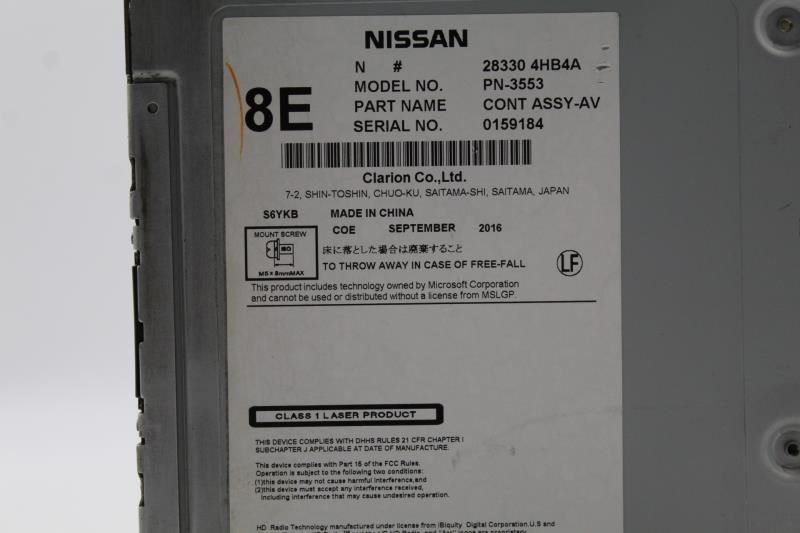 NISSAN
N # 28330 4HB4A
MODEL NO. PN-3553
8E
PART NAME CONT ASSY-AV
SERIAL NO. 0159184
Clarion Co.,Ltd.
7-2, SHIN-TOSHIN, CHUO-KU, SAITAMA-SHI, SAITAMA, JAPAN
S6YKB MADE IN CHINA
COE SEPTEMBER 2016
MOUNT SCREW
ISO
M5×8mmMAX
床に落とした場合は廃棄すること
TO THROW AWAY IN CASE OF FREE-FALL
LF
This product includes technology owned by Microsoft Corporation
and cannot be used or distributed without a license from MSLGP.
CLASS 1 LASER PRODUCT
THIS DEVICE COMPLIES WITH DHHS RULES 21 CFR CHAPTER I
SUBCHAPTER J APPLICABLE AT DATE OF MANUFACTURE.
This device complies with Part 15 of the FCC Rules.
Operation is subject to the following two conditions:
(1)this device may not cause harmful interference, and
(2)this device must accept any interference received,
including interference that may cause undesired operation.
HD Radio Technology manufactured under license from iBiquity Digital Corporation.U.S and